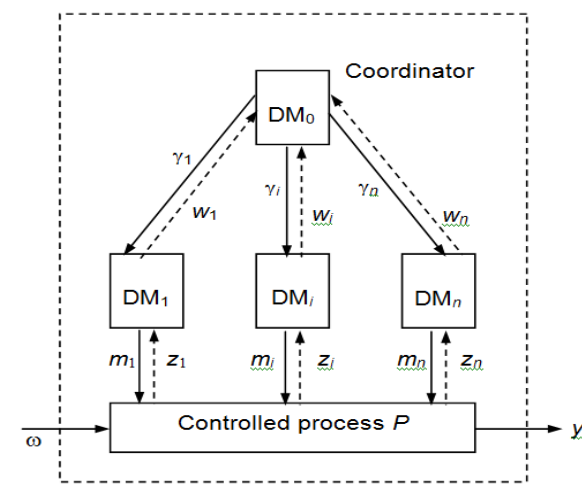 Coordinator
DM₀
γ₁
w₁
γᵢ
wᵢ
γₙ
wₙ
DM₁
DMᵢ
DMₙ
m₁
z₁
mᵢ
zᵢ
mₙ
zₙ
Controlled process P
ω
y